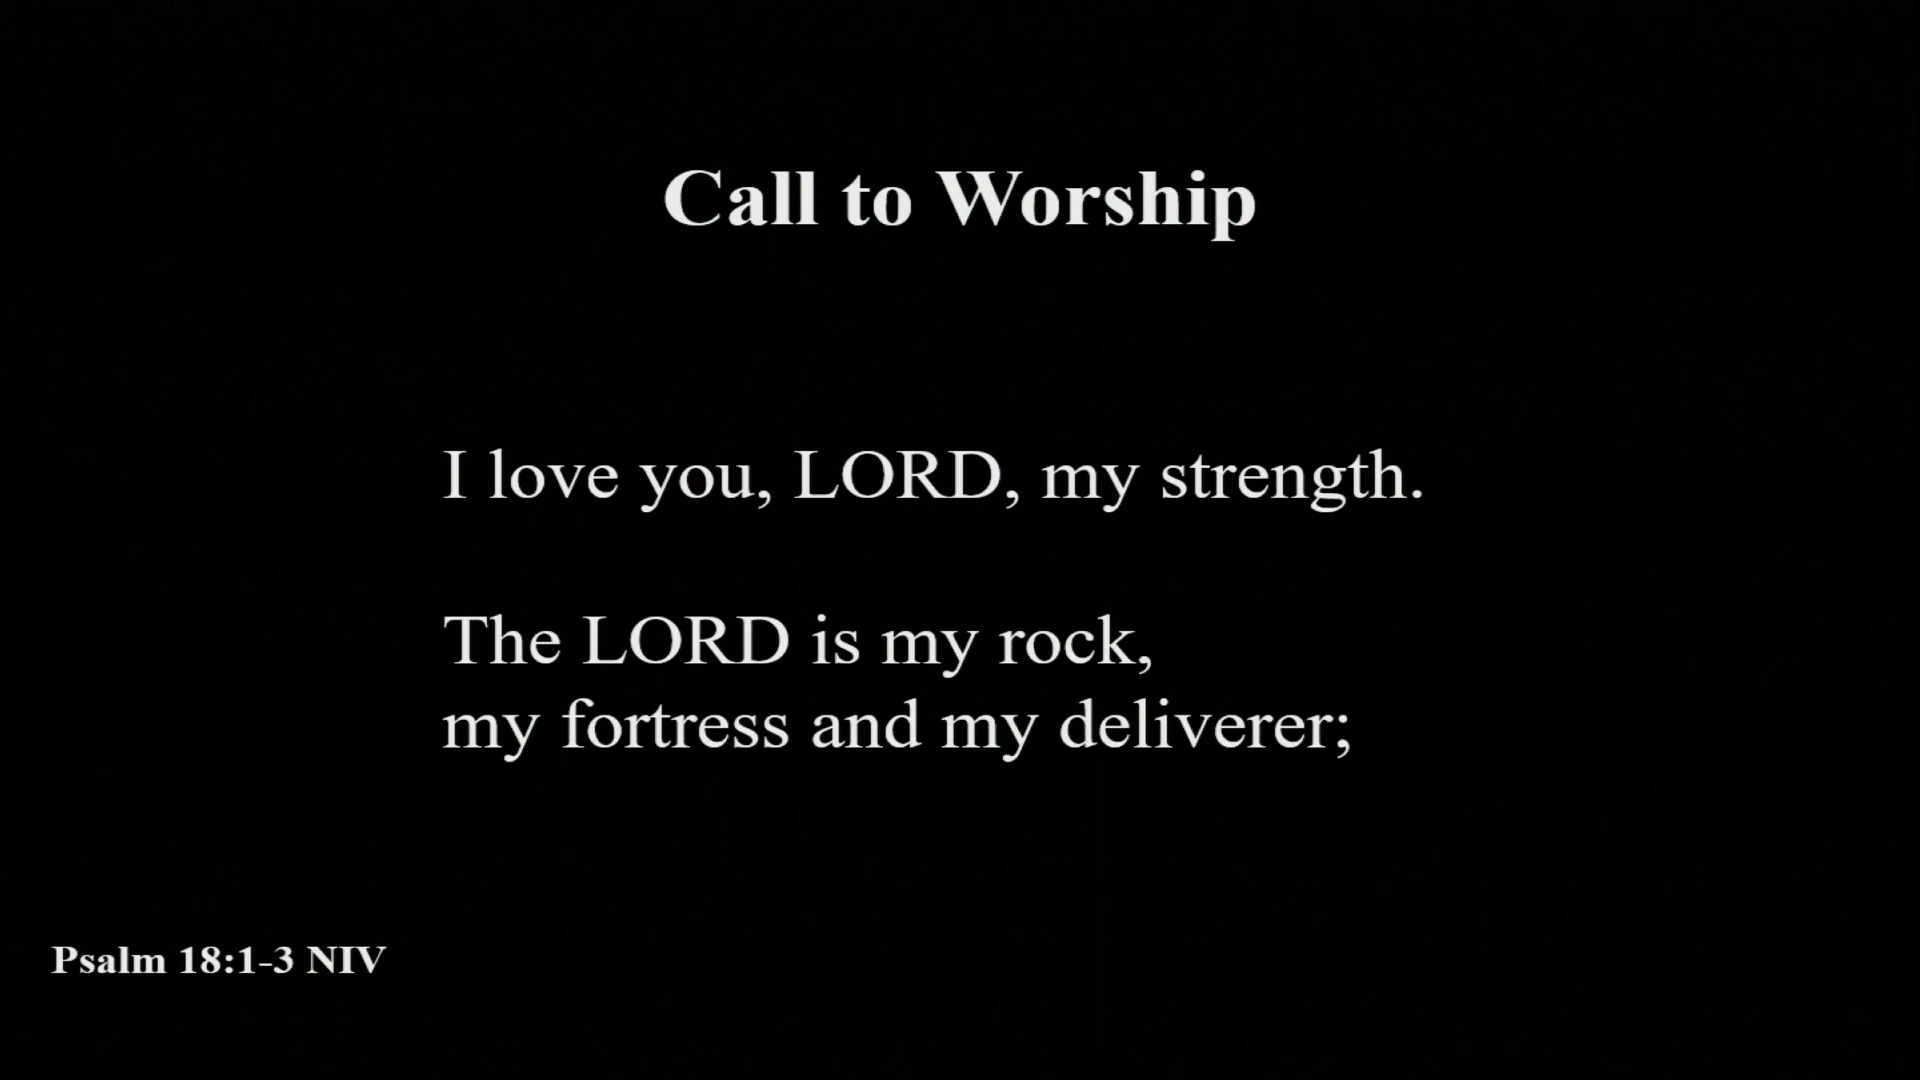 Call to Worship
I love you, LORD, my strength.
The LORD is my rock,
my fortress and my deliverer;
Psalm 18:1-3 NIV